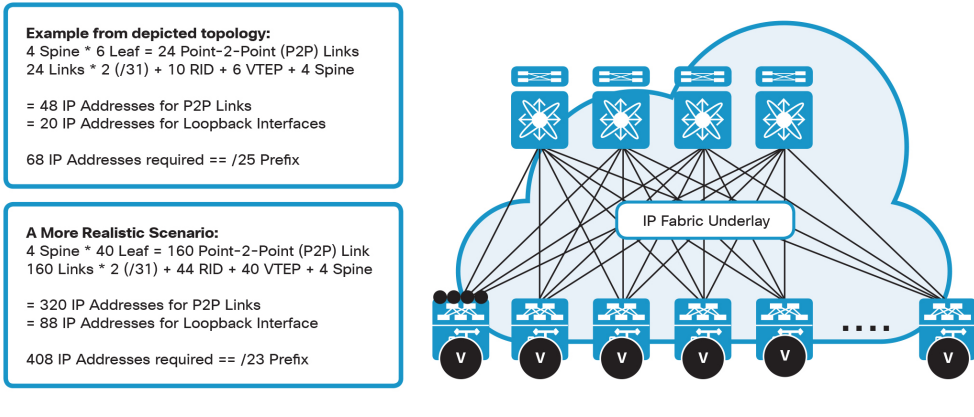 Example from depicted topology:
4 Spine * 6 Leaf = 24 Point-2-Point (P2P) Links
24 Links * 2 (/31) + 10 RID + 6 VTEP + 4 Spine
= 48 IP Addresses for P2P Links
= 20 IP Addresses for Loopback Interfaces
68 IP Addresses required == /25 Prefix
A More Realistic Scenario:
4 Spine * 40 Leaf = 160 Point-2-Point (P2P) Link
160 Links * 2 (/31) + 44 RID + 40 VTEP + 4 Spine
= 320 IP Addresses for P2P Links
= 88 IP Addresses for Loopback Interface
408 IP Addresses required == /23 Prefix
IP Fabric Underlay
V V V V V V